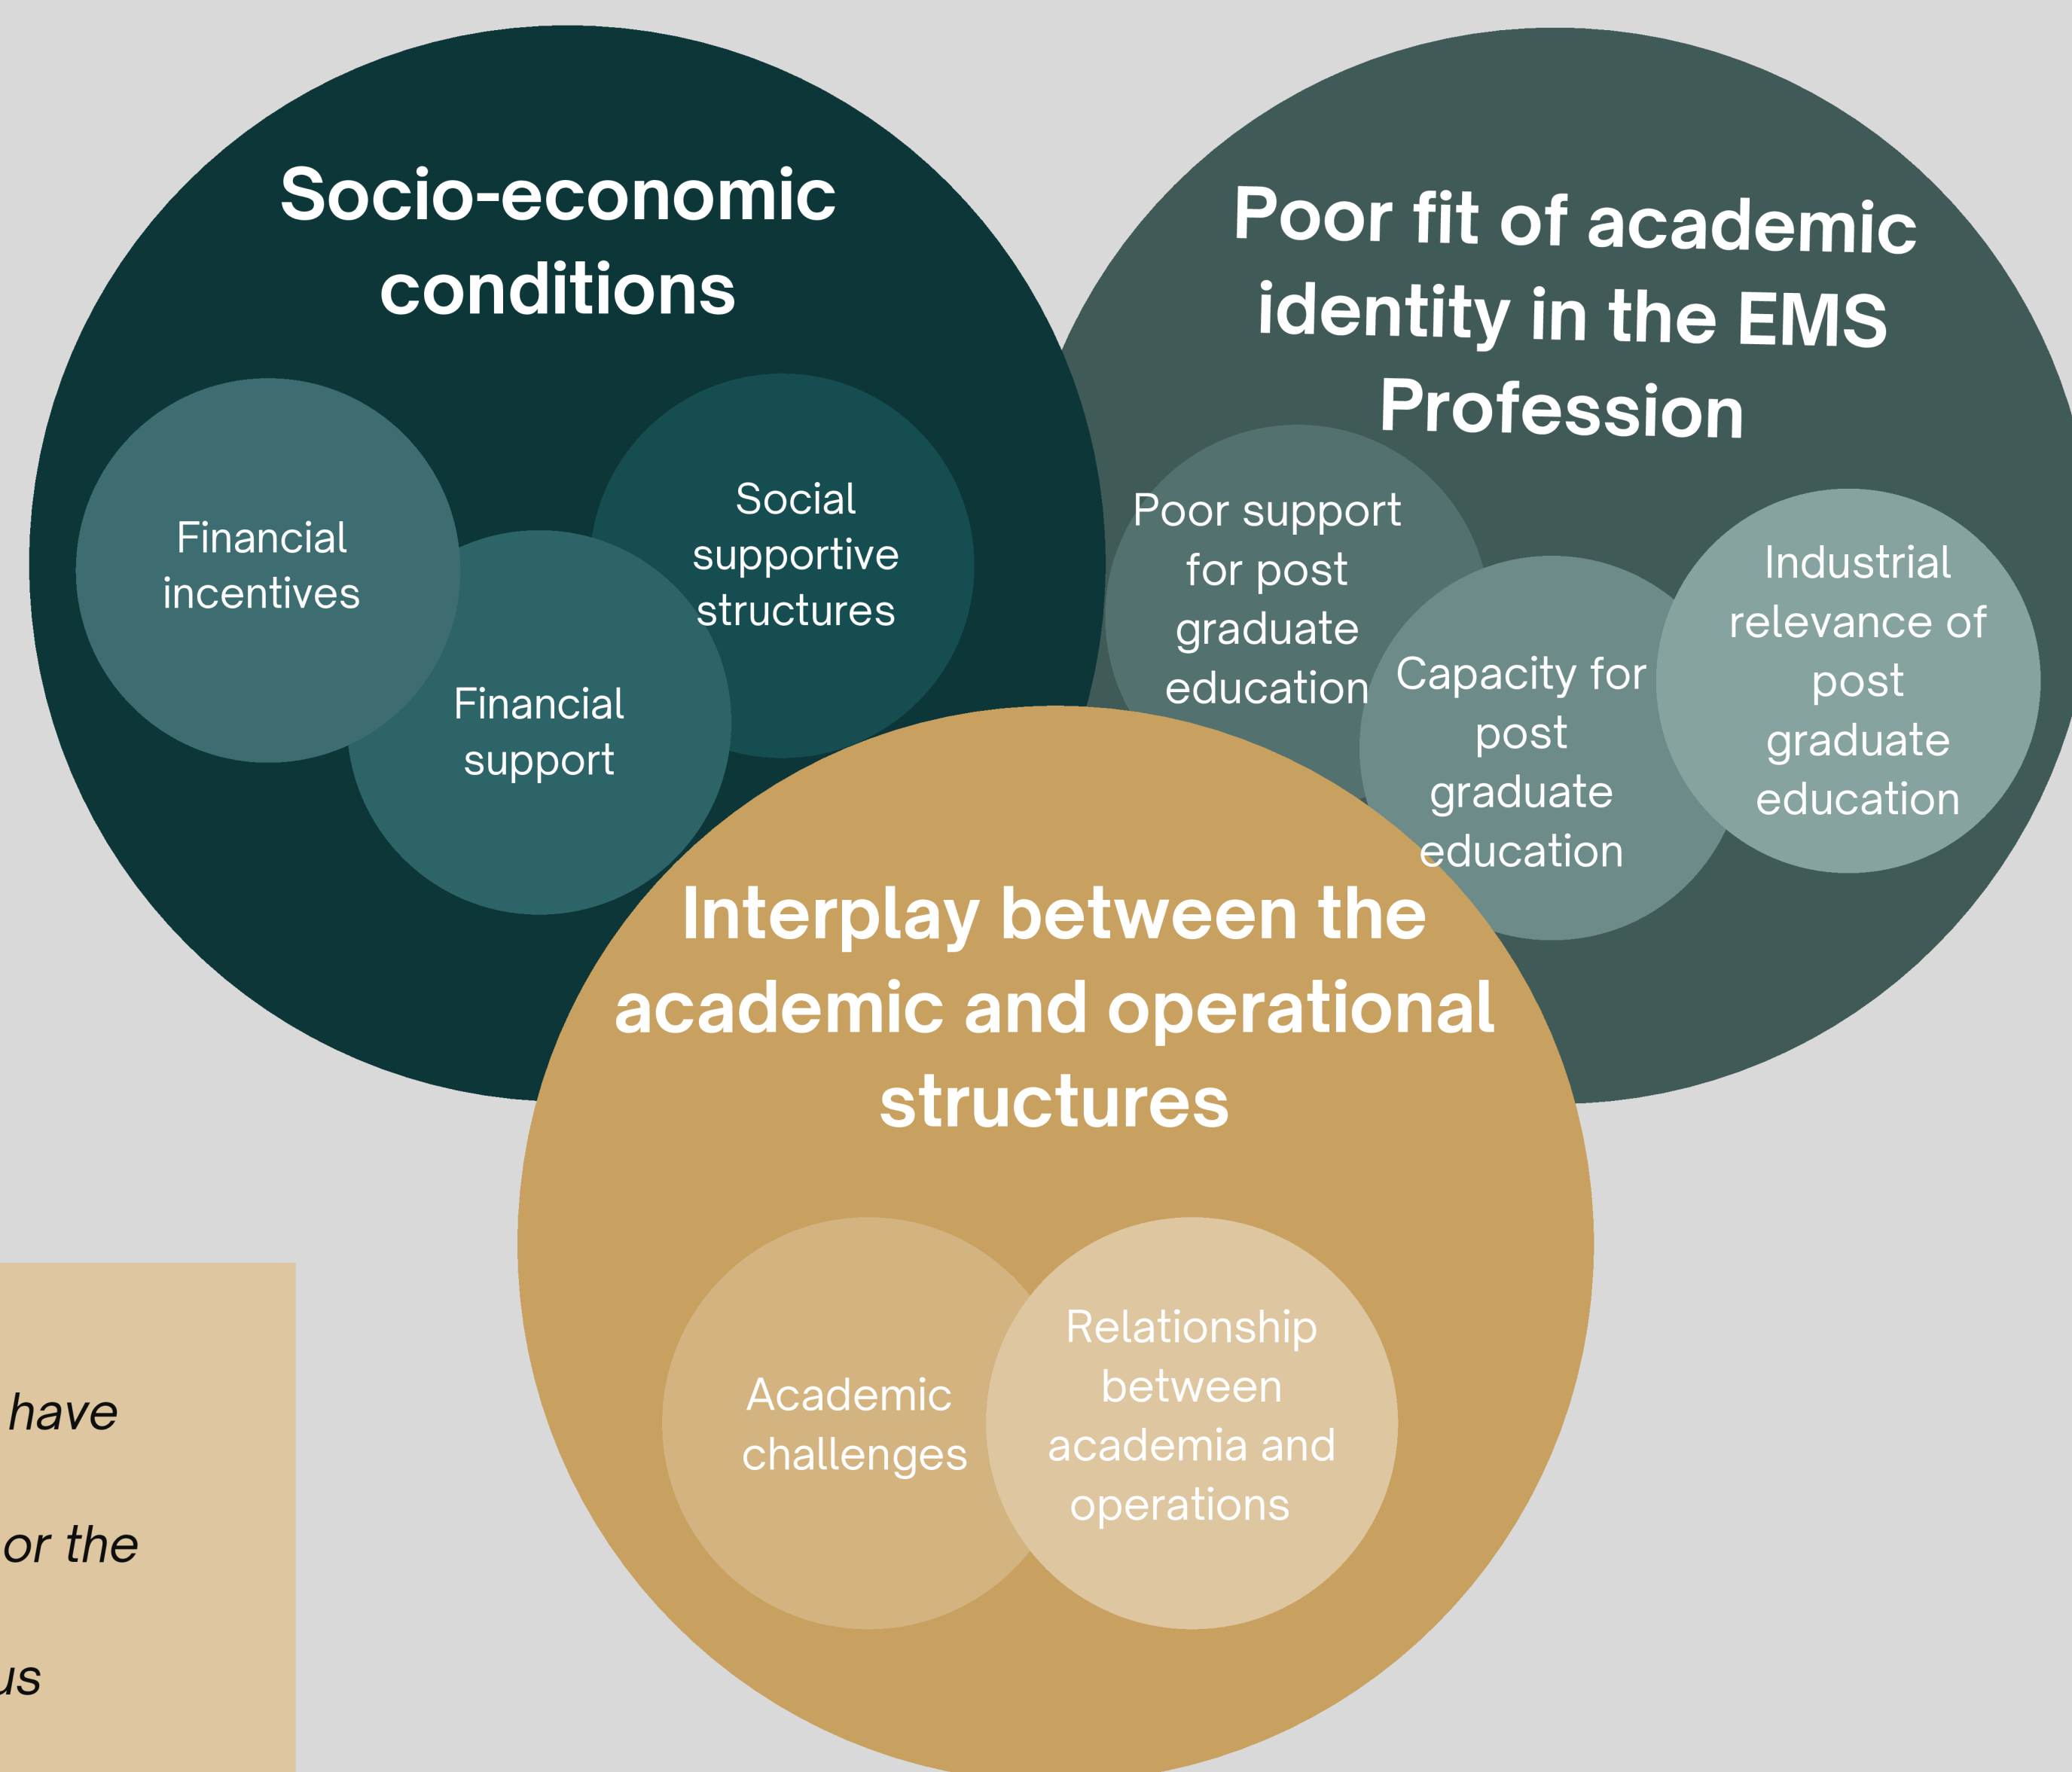 Socio-economic
conditions
Financial
incentives
Financial
support
Social
supportive
structures
Poor fit of academic
identity in the EMS
Profession
Poor support
for post
graduate
education
Capacity for
post
graduate
education
Industrial
relevance of
post
graduate
education
Interplay between the
academic and operational
structures
Academic
challenges
Relationship
between
academia and
operations
have
or the